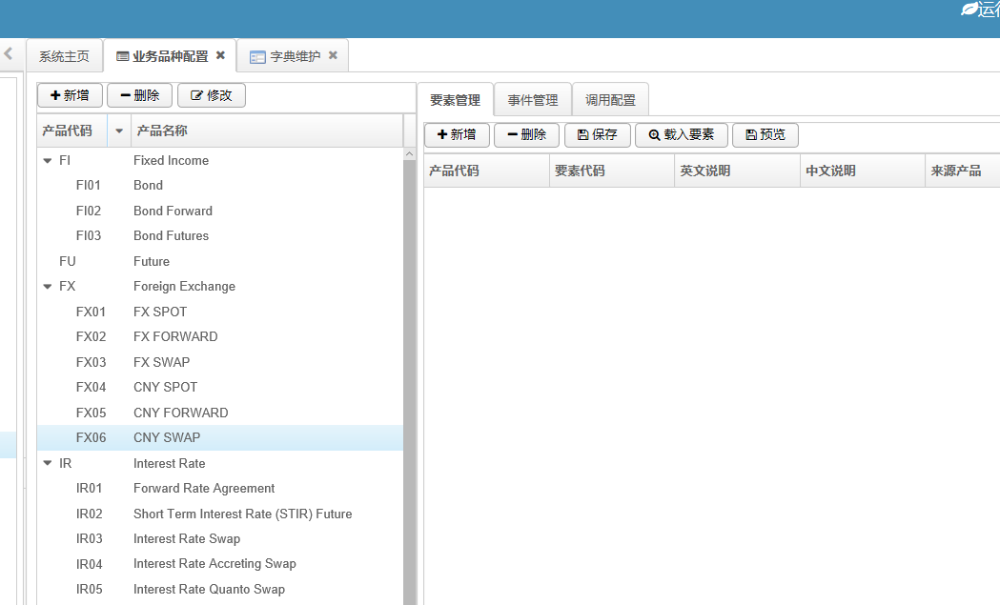 运行
系统主页 业务品种配置 字典维护
新增 删除 修改
产品代码 产品名称
FI Fixed Income
FI01 Bond
FI02 Bond Forward
FI03 Bond Futures
FU Future
FX Foreign Exchange
FX01 FX SPOT
FX02 FX FORWARD
FX03 FX SWAP
FX04 CNY SPOT
FX05 CNY FORWARD
FX06 CNY SWAP
IR Interest Rate
IR01 Forward Rate Agreement
IR02 Short Term Interest Rate (STIR) Future
IR03 Interest Rate Swap
IR04 Interest Rate Accreting Swap
IR05 Interest Rate Quanto Swap
要素管理 事件管理 调用配置
新增 删除 保存 载入要素 预览
产品代码 要素代码 英文说明 中文说明 来源产品